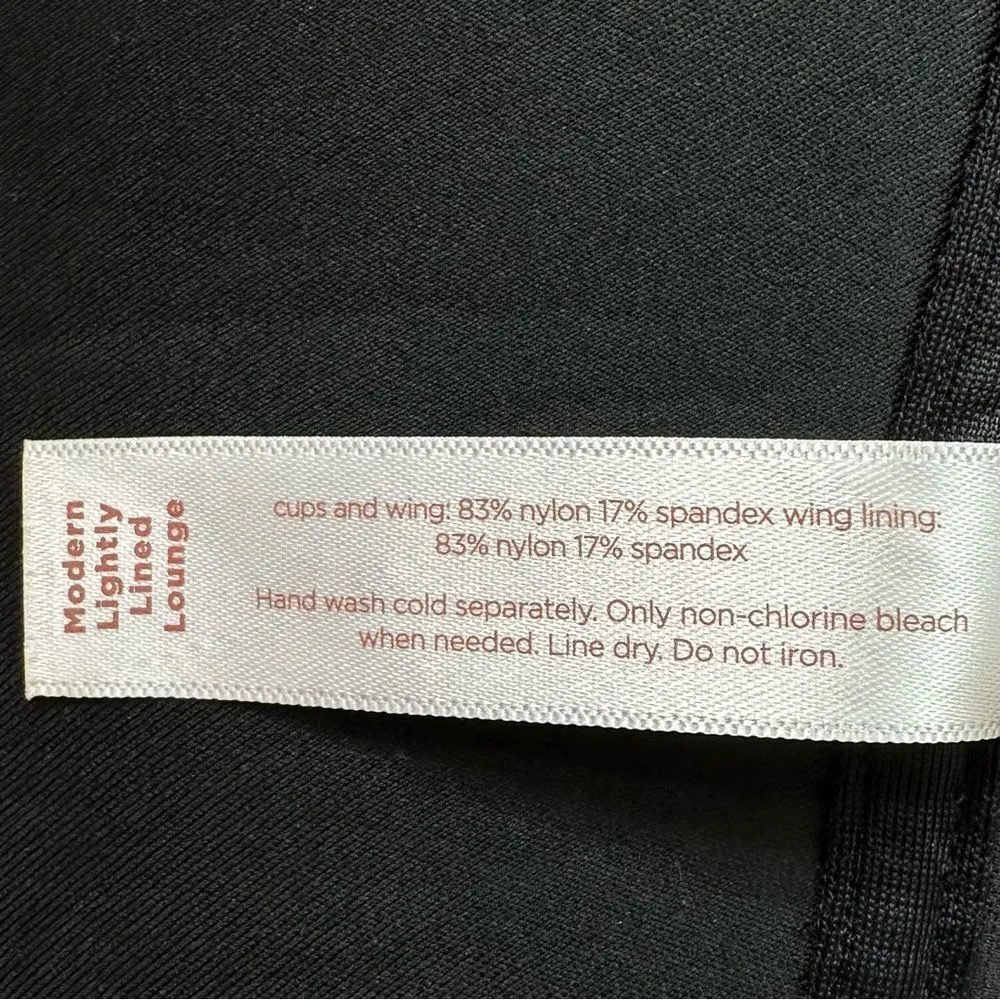 Modern
Lightly
Lined
Lounge
cups and wing: 83% nylon 17% spandex wing lining:
83% nylon 17% spandex
Hand wash cold separately. Only non-chlorine bleach
when needed. Line dry. Do not iron.